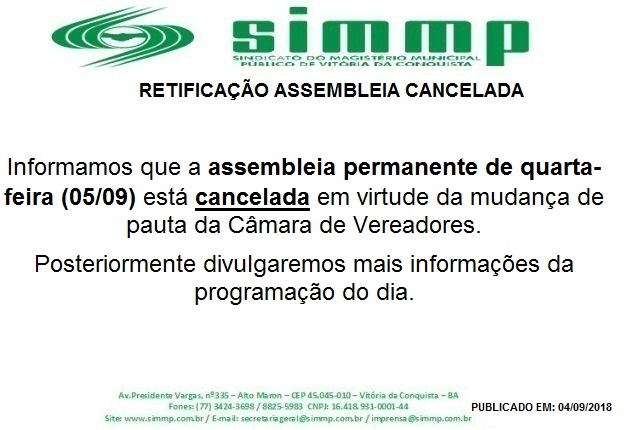 simmp
SINDICATO DO MAGISTÉRIO MUNICIPAL
PÚBLICO DE VITÓRIA DA CONQUISTA
RETIFICAÇÃO ASSEMBLEIA CANCELADA
Informamos que a assembleia permanente de quarta-
feira (05/09) está cancelada em virtude da mudança de
pauta da Câmara de Vereadores.
Posteriormente divulgaremos mais informações da
programação do dia.
Av.Presidente Vargas, nº335 – Alto Maron – CEP 45.045-010 – Vitória da Conquista – BA
Fones: (77) 3424-3698 / 8825-5983 CNPJ: 16.418.931-0001-44
Site: www.simmp.com.br / E-mail: secretariageral@simmp.com.br / imprensa@simmp.com.br
PUBLICADO EM: 04/09/2018